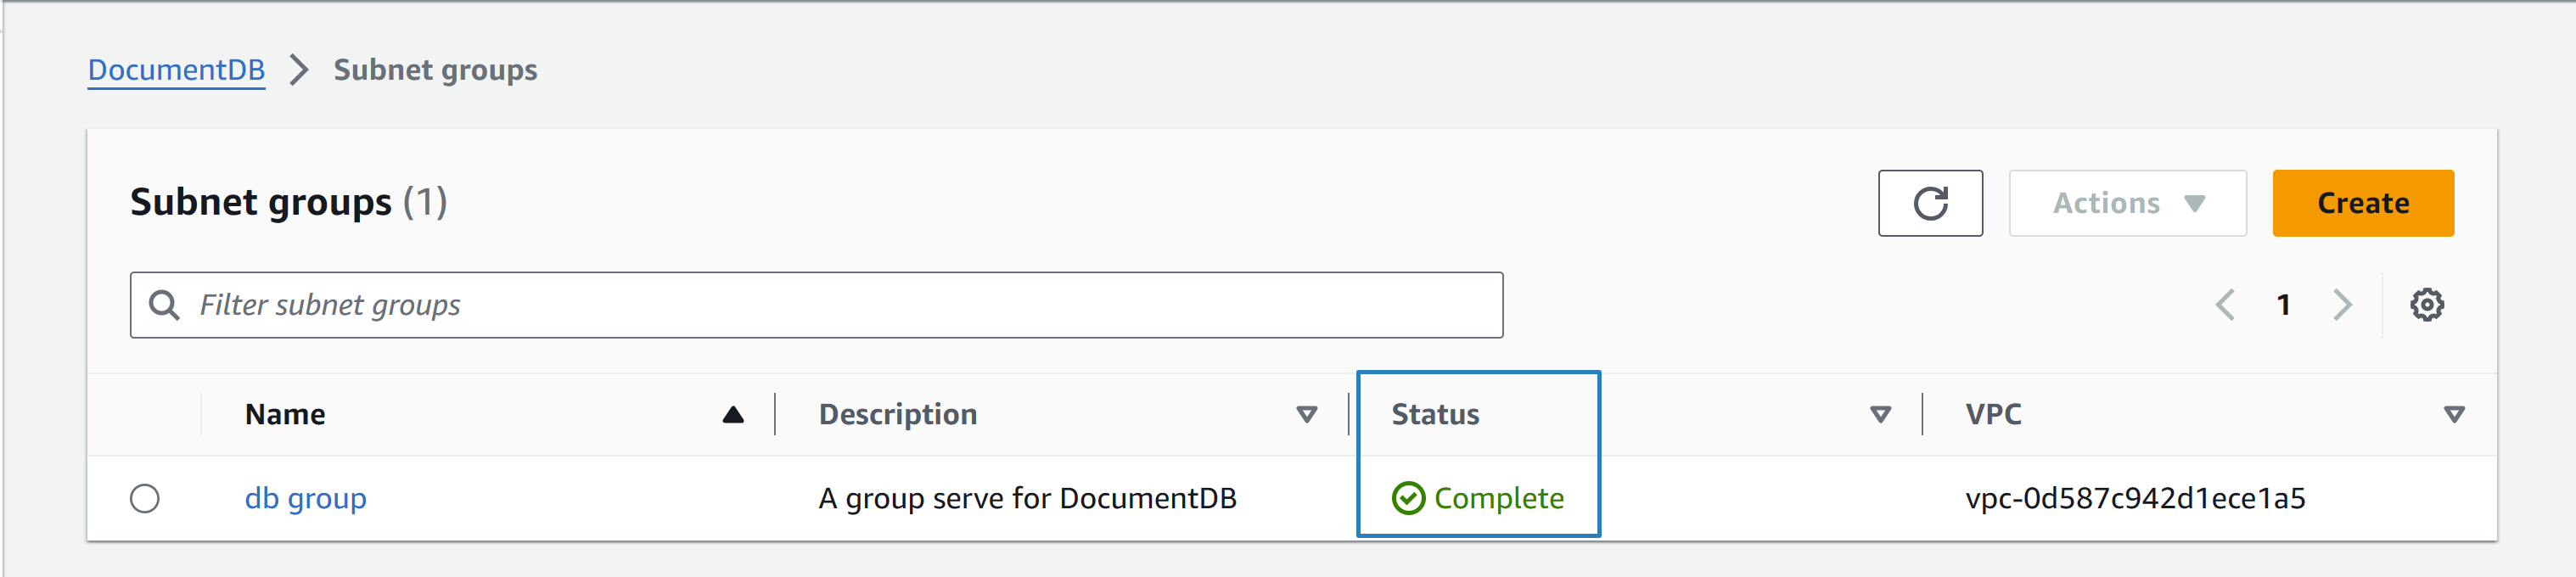 DocumentDB > Subnet groups
Subnet groups (1)
Actions
Create
Filter subnet groups
1
Name Description Status VPC
db group A group serve for DocumentDB Complete vpc-0d587c942d1ece1a5